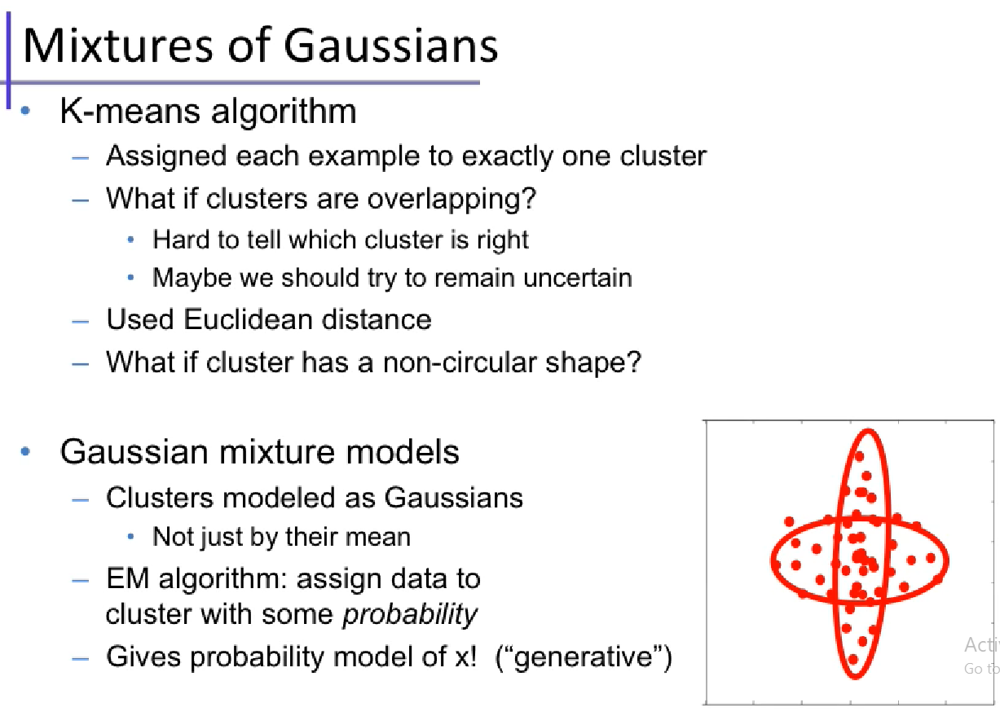 Mixtures of Gaussians
• K-means algorithm
– Assigned each example to exactly one cluster
– What if clusters are overlapping?
• Hard to tell which cluster is right
• Maybe we should try to remain uncertain
– Used Euclidean distance
– What if cluster has a non-circular shape?
• Gaussian mixture models
– Clusters modeled as Gaussians
• Not just by their mean
– EM algorithm: assign data to
cluster with some probability
– Gives probability model of x! (“generative”)
Go to